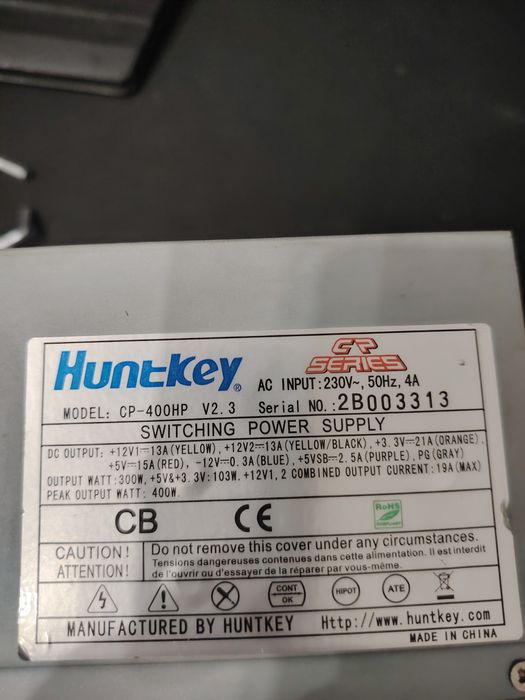 Huntkey®
CP SERIES
AC INPUT:230V~, 50Hz, 4A
MODEL: CP-400HP V2.3 Serial NO.:2B003313
SWITCHING POWER SUPPLY
DC OUTPUT: +12V1⎓13A(YELLOW), +12V2⎓13A(YELLOW/BLACK), +3.3V⎓21A(ORANGE),
+5V⎓15A(RED), -12V⎓0.3A(BLUE), +5VSB⎓2.5A(PURPLE), PG(GRAY)
OUTPUT WATT: 300W, +5V&+3.3V:103W, +12V1, 2 COMBINED OUTPUT CURRENT:19A(MAX)
PEAK OUTPUT WATT: 400W.
CB CE
RoHS
COMPLIANT
CAUTION! Do not remove this cover under any circumstances.
ATTENTION! Tensions dangereuses contenues dans cette alimentation. Il est interdit
de l'ouvrir ou d'essayer de la réparer par vous-même.
CONT OK
HIPOT
ATE
MANUFACTURED BY HUNTKEY Http://www.huntkey.com
MADE IN CHINA